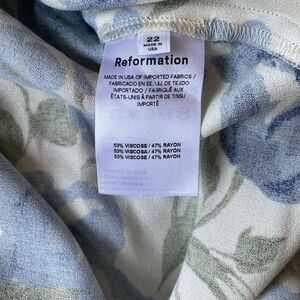 22
MADE IN
USA
Reformation
MADE IN USA OF IMPORTED FABRICS /
FABRICADO EN EE. UU. DE TEJIDO
IMPORTADO / FABRIQUÉ AUX
ÉTATS-UNIS À PARTIR DE TISSU
IMPORTÉ
53% VISCOSE / 47% RAYON
53% VISCOSA / 47% RAYÓN
53% VISCOSE / 47% RAYON